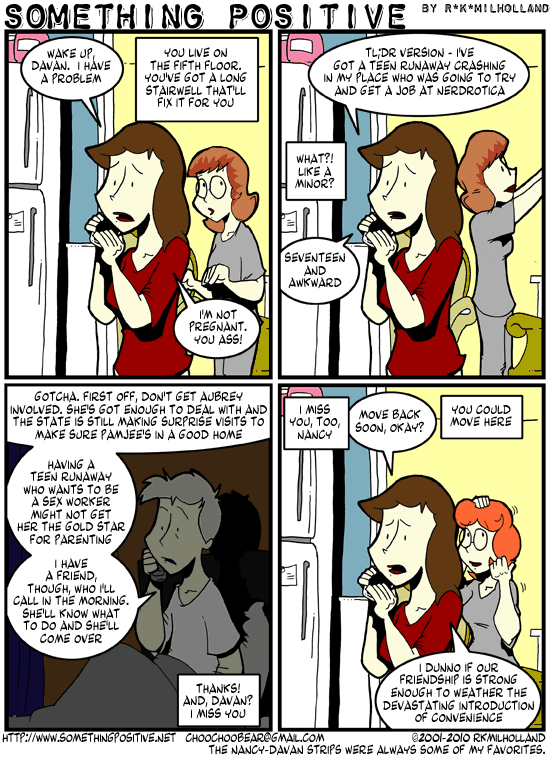 SOMETHING POSITIVE
BY R*K*MILHOLLAND
WAKE UP,
DAVAN. I HAVE
A PROBLEM
YOU LIVE ON
THE FIFTH FLOOR.
YOU'VE GOT A LONG
STAIRWELL THAT'LL
FIX IT FOR YOU
I'M NOT
PREGNANT.
YOU ASS!
TL/DR VERSION - I'VE
GOT A TEEN RUNAWAY CRASHING
IN MY PLACE WHO WAS GOING TO TRY
AND GET A JOB AT NERDROTICA
WHAT?!
LIKE A
MINOR?
SEVENTEEN
AND
AWKWARD
GOTCHA. FIRST OFF, DON'T GET AUBREY
INVOLVED. SHE'S GOT ENOUGH TO DEAL WITH AND
THE STATE IS STILL MAKING SURPRISE VISITS TO
MAKE SURE PAMJEE'S IN A GOOD HOME
HAVING A
TEEN RUNAWAY
WHO WANTS TO BE
A SEX WORKER
MIGHT NOT GET
HER THE GOLD STAR
FOR PARENTING
I HAVE
A FRIEND,
THOUGH, WHO I'LL
CALL IN THE MORNING.
SHE'LL KNOW WHAT
TO DO AND SHE'LL
COME OVER
THANKS!
AND, DAVAN?
I MISS YOU
I MISS
YOU, TOO,
NANCY
MOVE BACK
SOON, OKAY?
YOU COULD
MOVE HERE
I DUNNO IF OUR
FRIENDSHIP IS STRONG
ENOUGH TO WEATHER THE
DEVASTATING INTRODUCTION
OF CONVENIENCE
HTTP://WWW.SOMETHINGPOSITIVE.NET CHOOCHOOBEAR@GMAIL.COM ©2001-2010 RKMILHOLLAND
THE NANCY-DAVAN STRIPS WERE ALWAYS SOME OF MY FAVORITES.